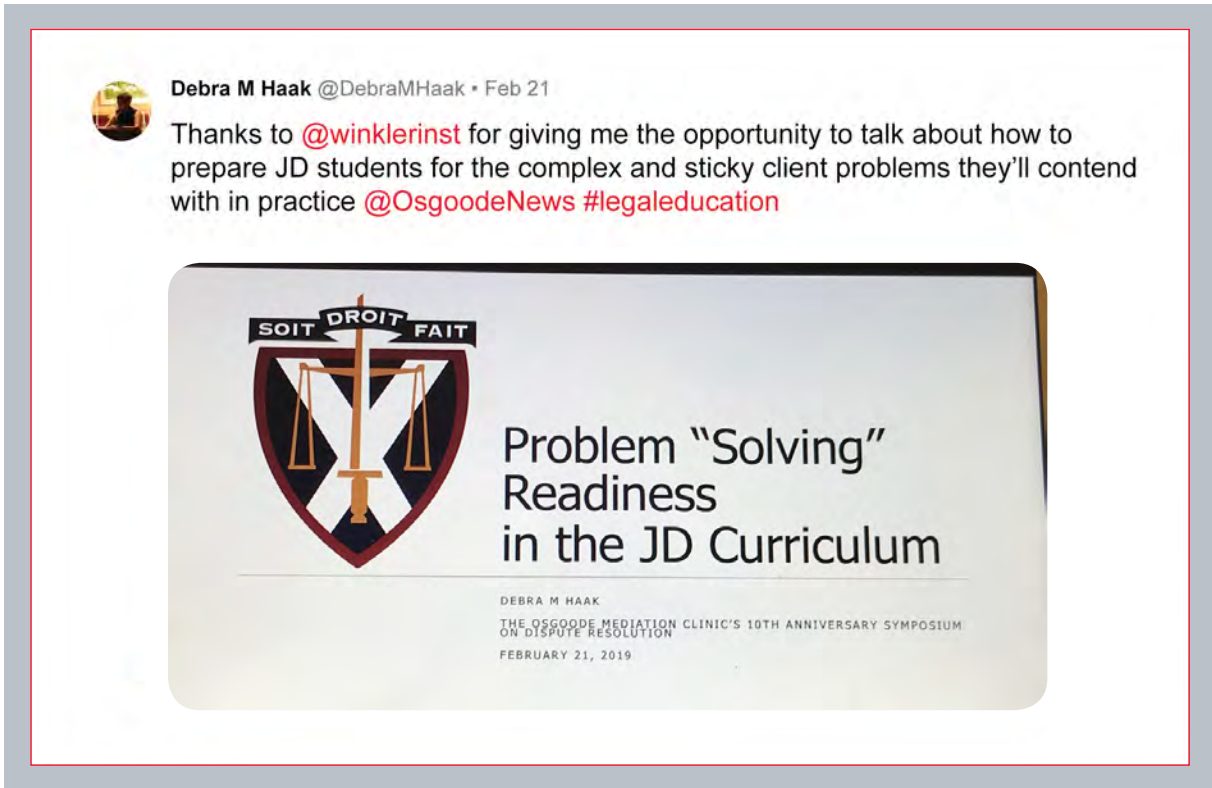 Debra M Haak @DebraMHaak • Feb 21
Thanks to @winklerinst for giving me the opportunity to talk about how to
prepare JD students for the complex and sticky client problems they’ll contend
with in practice @OsgoodeNews #legaleducation
SOIT DROIT FAIT
Problem “Solving”
Readiness
in the JD Curriculum
DEBRA M HAAK
THE OSGOODE MEDIATION CLINIC’S 10TH ANNIVERSARY SYMPOSIUM
ON DISPUTE RESOLUTION
FEBRUARY 21, 2019